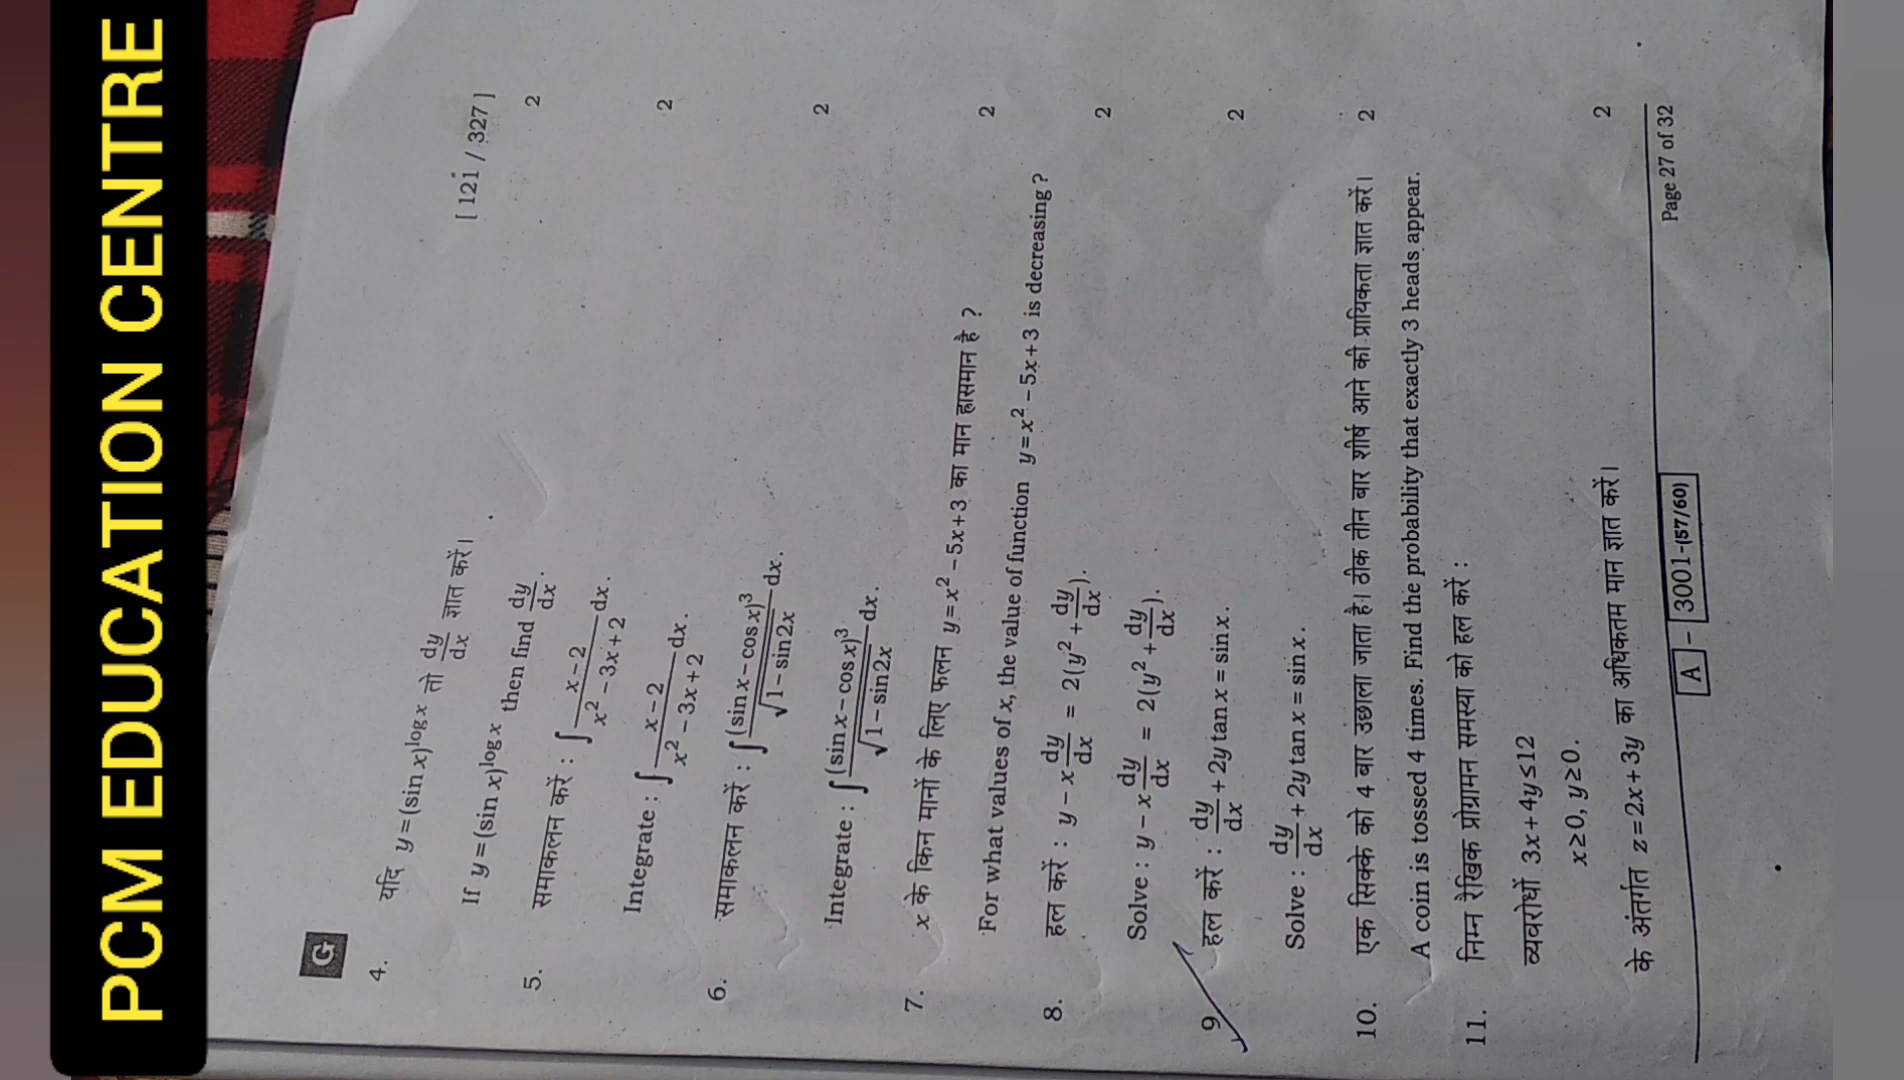 PCM EDUCATION CENTRE
G
[ 121 / 327 ]
4. यदि y=(sin x)^log x तो dy/dx ज्ञात करें। 2
If y=(sin x)^log x then find dy/dx.
5. समाकलन करें : ∫ (x−2)/(x²−3x+2) dx. 2
Integrate : ∫ (x−2)/(x²−3x+2) dx.
6. समाकलन करें : ∫ (sin x−cos x)³/√(1−sin2x) dx. 2
Integrate : ∫ (sin x−cos x)³/√(1−sin2x) dx.
7. x के किन मानों के लिए फलन y=x²−5x+3 का मान ह्रासमान है ? 2
For what values of x, the value of function y=x²−5x+3 is decreasing ?
8. हल करें : y−x dy/dx = 2(y²+dy/dx). 2
Solve : y−x dy/dx = 2(y²+dy/dx).
9 हल करें : dy/dx+2y tan x=sin x. 2
Solve : dy/dx+2y tan x=sin x.
10. एक सिक्के को 4 बार उछाला जाता है। ठीक तीन बार शीर्ष आने की प्रायिकता ज्ञात करें। 2
A coin is tossed 4 times. Find the probability that exactly 3 heads appear.
11. निम्न रैखिक प्रोग्रामन समस्या को हल करें :
व्यवरोधों 3x+4y≤12
x≥0, y≥0.
के अंतर्गत z=2x+3y का अधिकतम मान ज्ञात करें। 2
A - 3001-(57/60) Page 27 of 32